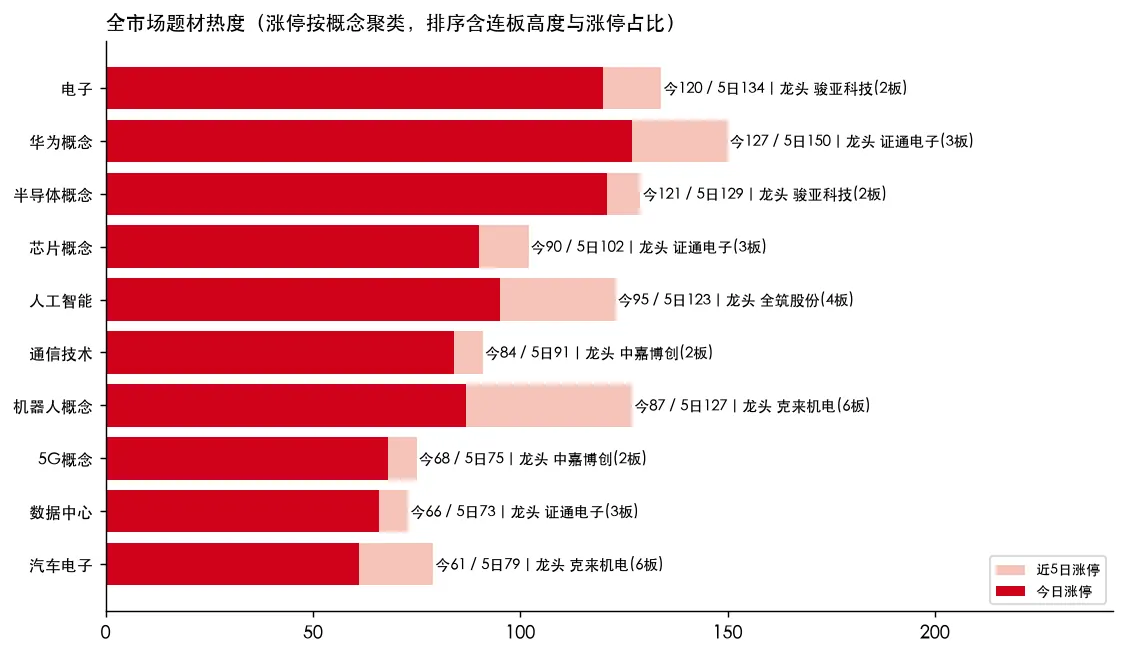 全市场题材热度（涨停按概念聚类，排序含连板高度与涨停占比）
电子 今120 / 5日134 | 龙头 骏亚科技(2板)
华为概念 今127 / 5日150 | 龙头 证通电子(3板)
半导体概念 今121 / 5日129 | 龙头 骏亚科技(2板)
芯片概念 今90 / 5日102 | 龙头 证通电子(3板)
人工智能 今95 / 5日123 | 龙头 全筑股份(4板)
通信技术 今84 / 5日91 | 龙头 中嘉博创(2板)
机器人概念 今87 / 5日127 | 龙头 克来机电(6板)
5G概念 今68 / 5日75 | 龙头 中嘉博创(2板)
数据中心 今66 / 5日73 | 龙头 证通电子(3板)
汽车电子 今61 / 5日79 | 龙头 克来机电(6板)
近5日涨停
今日涨停
0 50 100 150 200